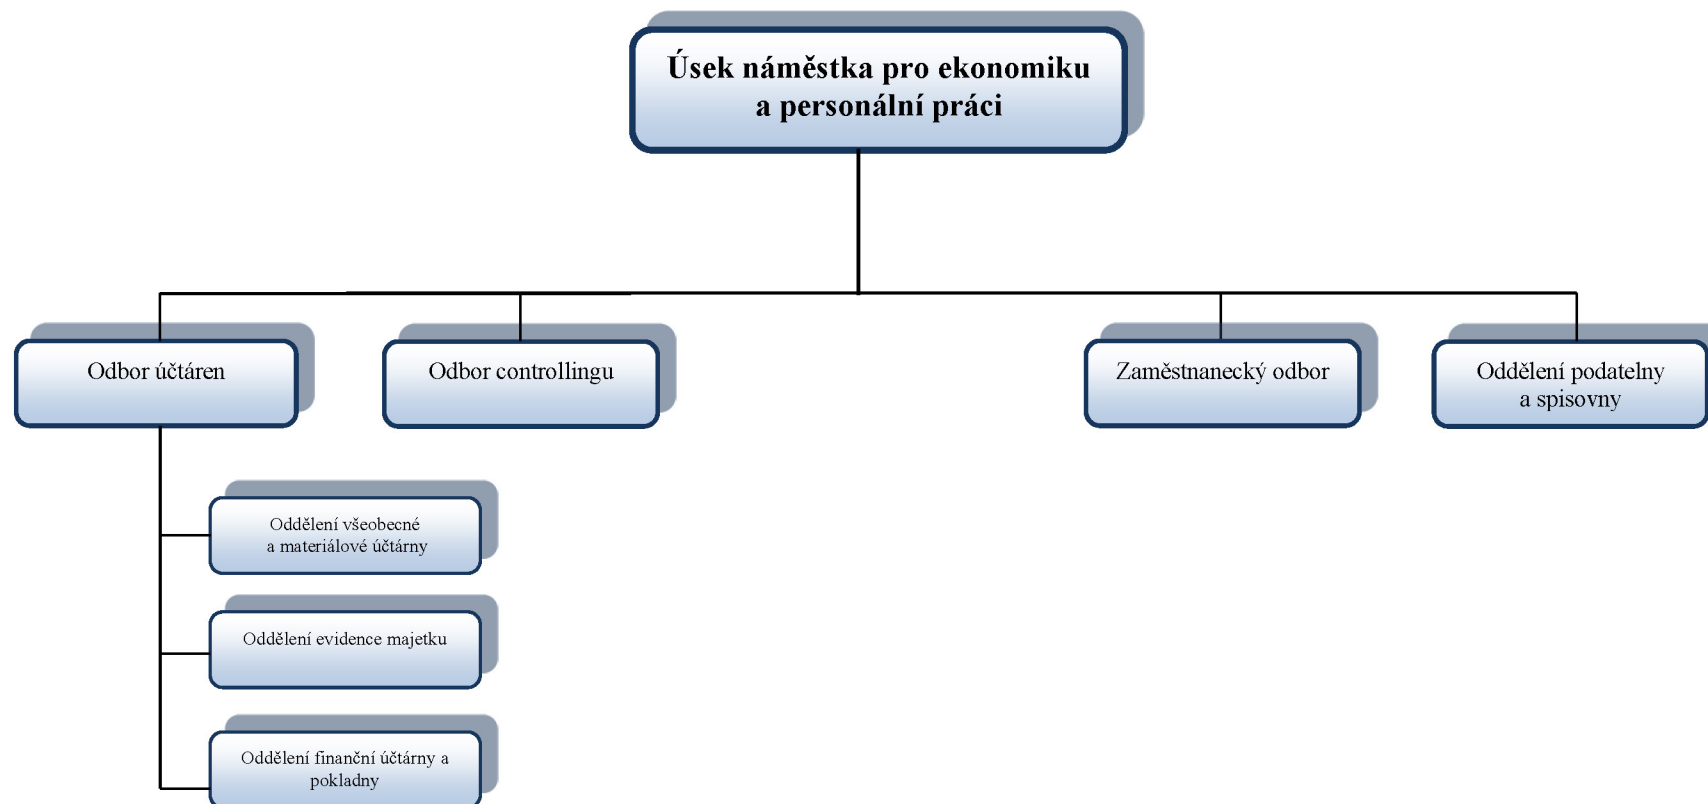 Úsek náměstka pro ekonomiku
a personální práci
Odbor účtáren
Odbor controllingu
Zaměstnanecký odbor
Oddělení podatelny
a spisovny
Oddělení všeobecné
a materiálové účtárny
Oddělení evidence majetku
Oddělení finanční účtárny a
pokladny